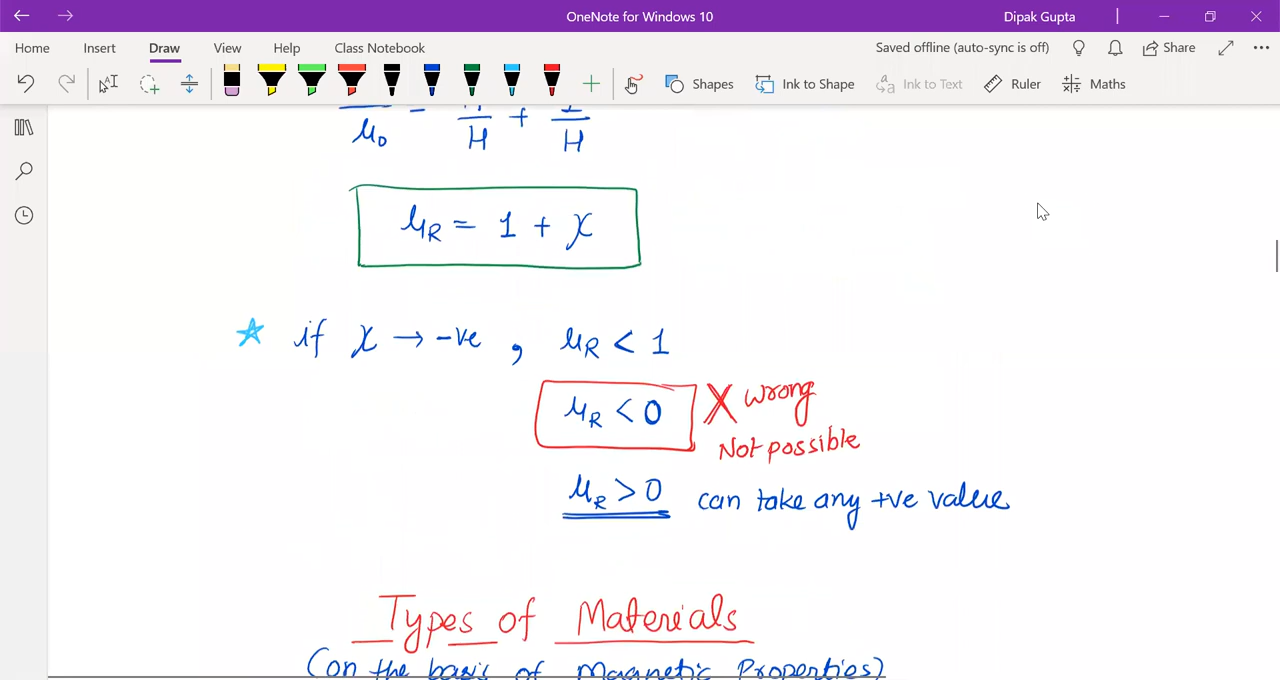 OneNote for Windows 10 Dipak Gupta
Home Insert Draw View Help Class Notebook Saved offline (auto-sync is off) Share
Shapes Ink to Shape Ink to Text Ruler Maths
μ0 = H + H
μR = 1 + χ
if χ → -ve , μR < 1
μR < 0 X wrong
Not possible
μR > 0 can take any +ve value
Types of Materials
(on the basis of Magnetic Properties)